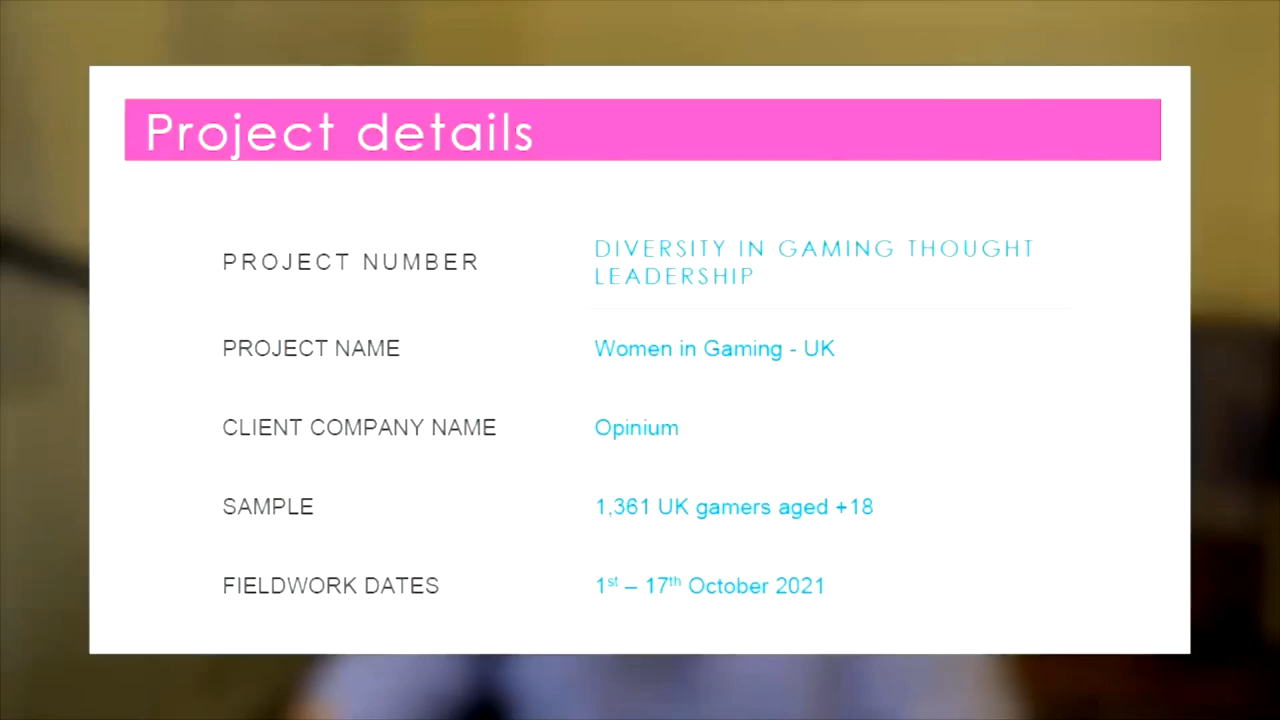 Project details
PROJECT NUMBER
DIVERSITY IN GAMING THOUGHT
LEADERSHIP
PROJECT NAME
Women in Gaming - UK
CLIENT COMPANY NAME
Opinium
SAMPLE
1,361 UK gamers aged +18
FIELDWORK DATES
1st – 17th October 2021